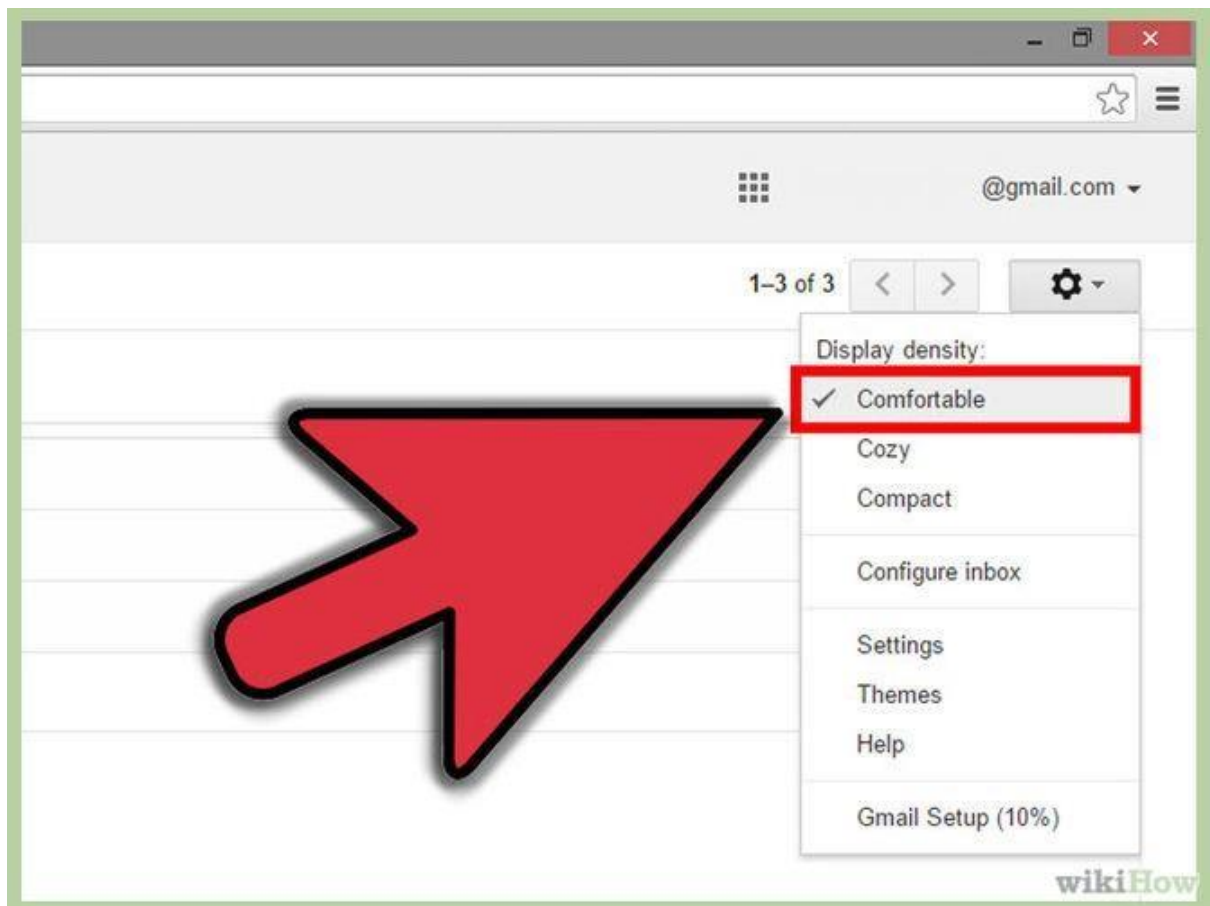 @gmail.com
1–3 of 3
Display density:
Comfortable
Cozy
Compact
Configure inbox
Settings
Themes
Help
Gmail Setup (10%)
wikiHow